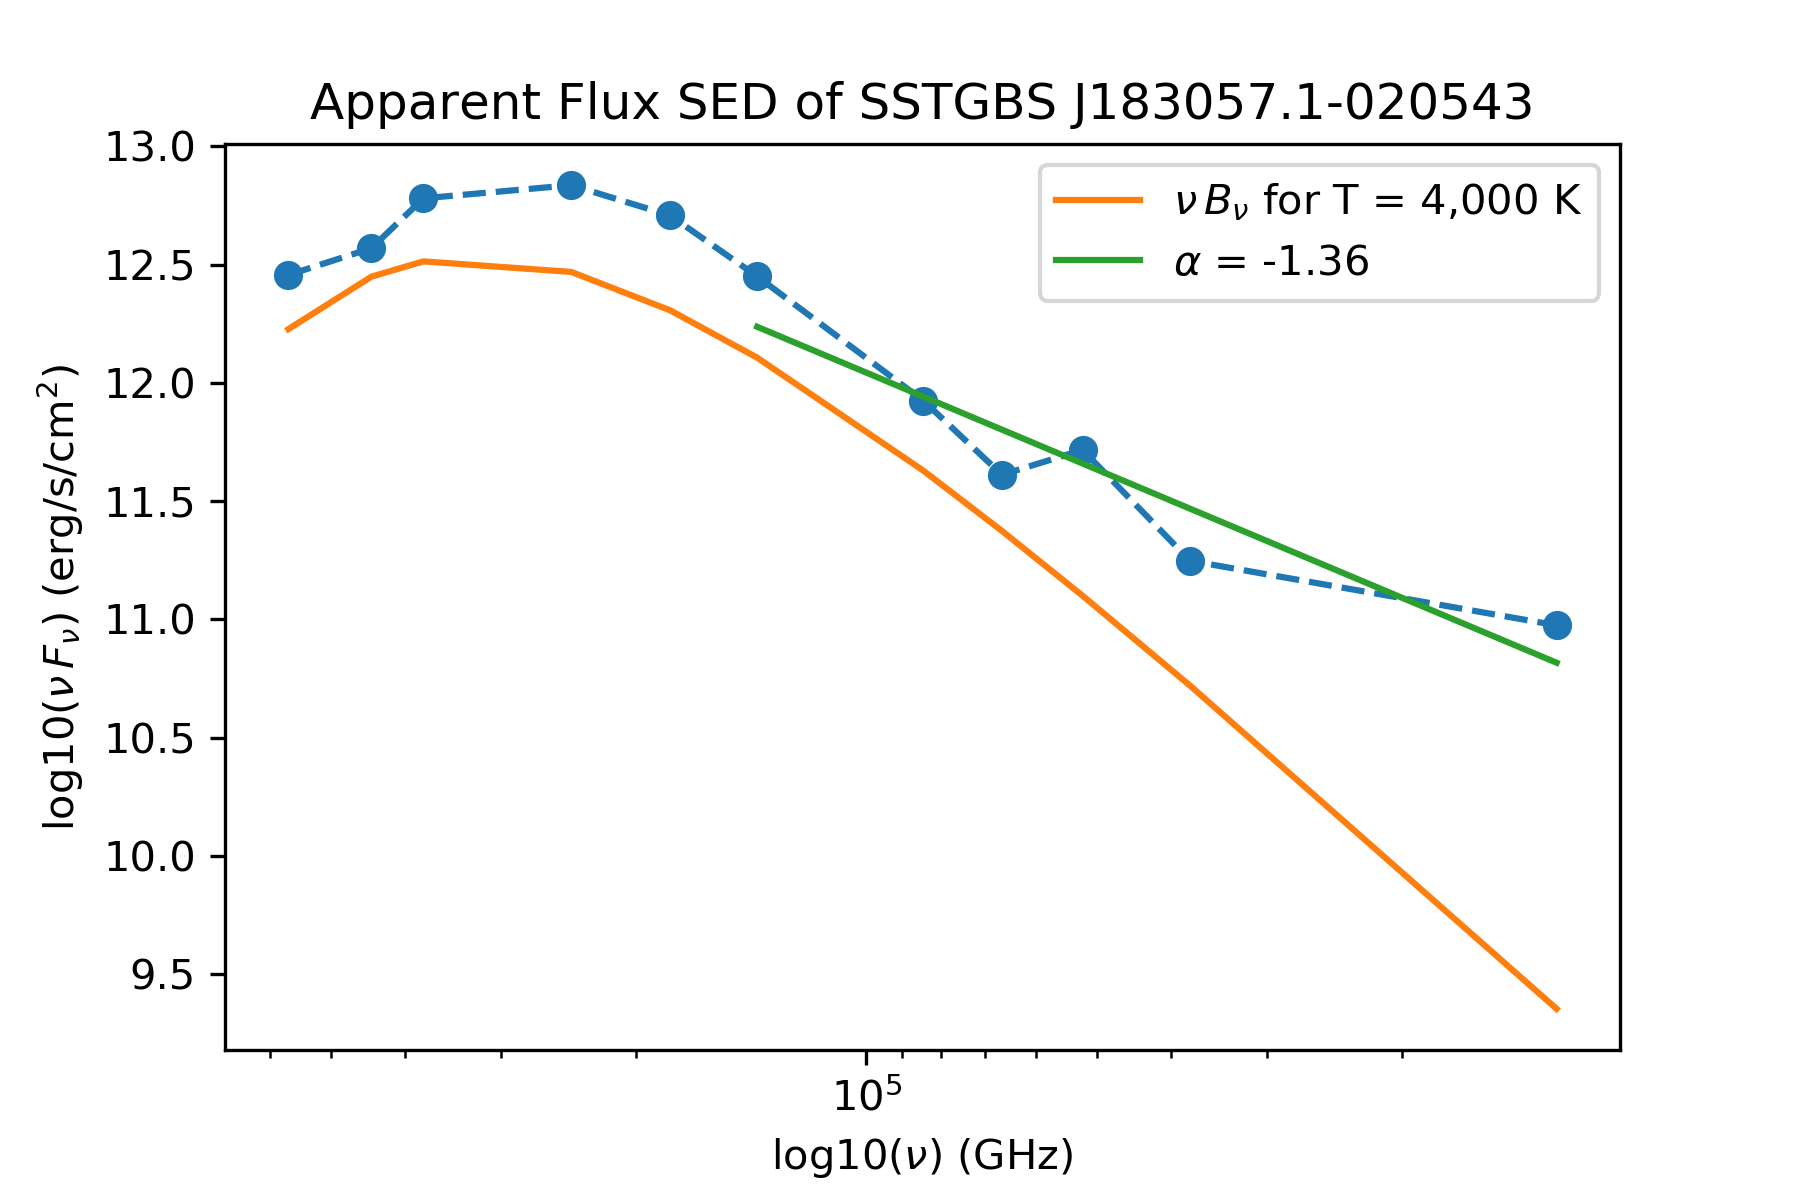 Apparent Flux SED of SSTGBS J183057.1-020543
13.0
12.5
12.0
11.5
11.0
10.5
10.0
9.5
log10(ν F_ν) (erg/s/cm²)
ν B_ν for T = 4,000 K
α = -1.36
10⁵
log10(ν) (GHz)